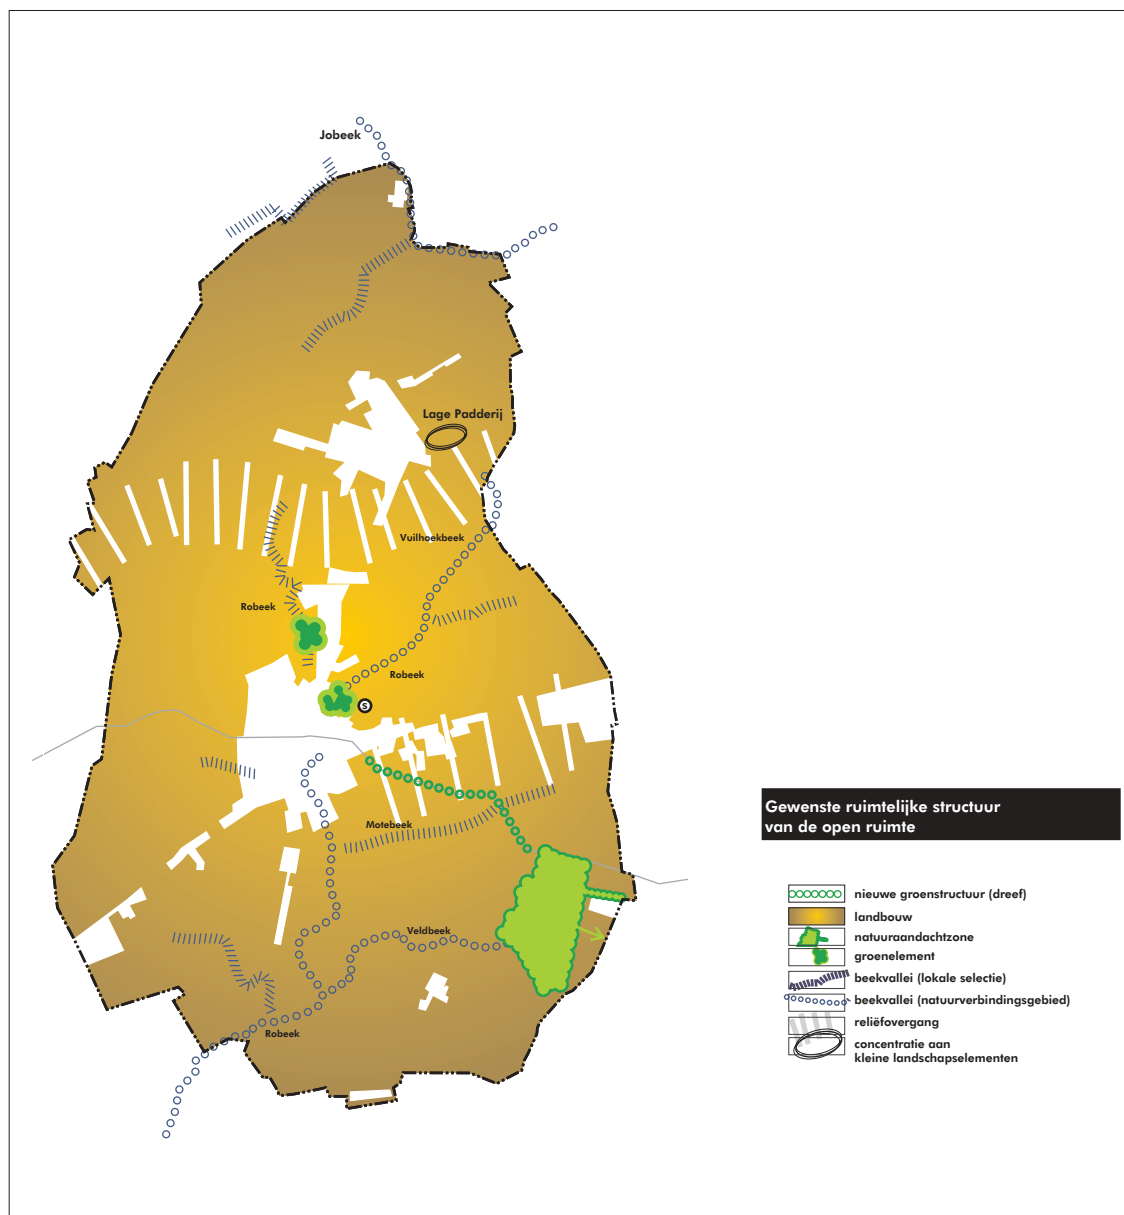 Jobeek
Lage Padderij
Vuilhoekbeek
Robeek
Robeek
S
Motebeek
Veldbeek
Robeek
Gewenste ruimtelijke structuur
van de open ruimte
nieuwe groenstructuur (dreef)
landbouw
natuuraandachtzone
groenelement
beekvallei (lokale selectie)
beekvallei (natuurverbindingsgebied)
reliëfovergang
concentratie aan
kleine landschapselementen